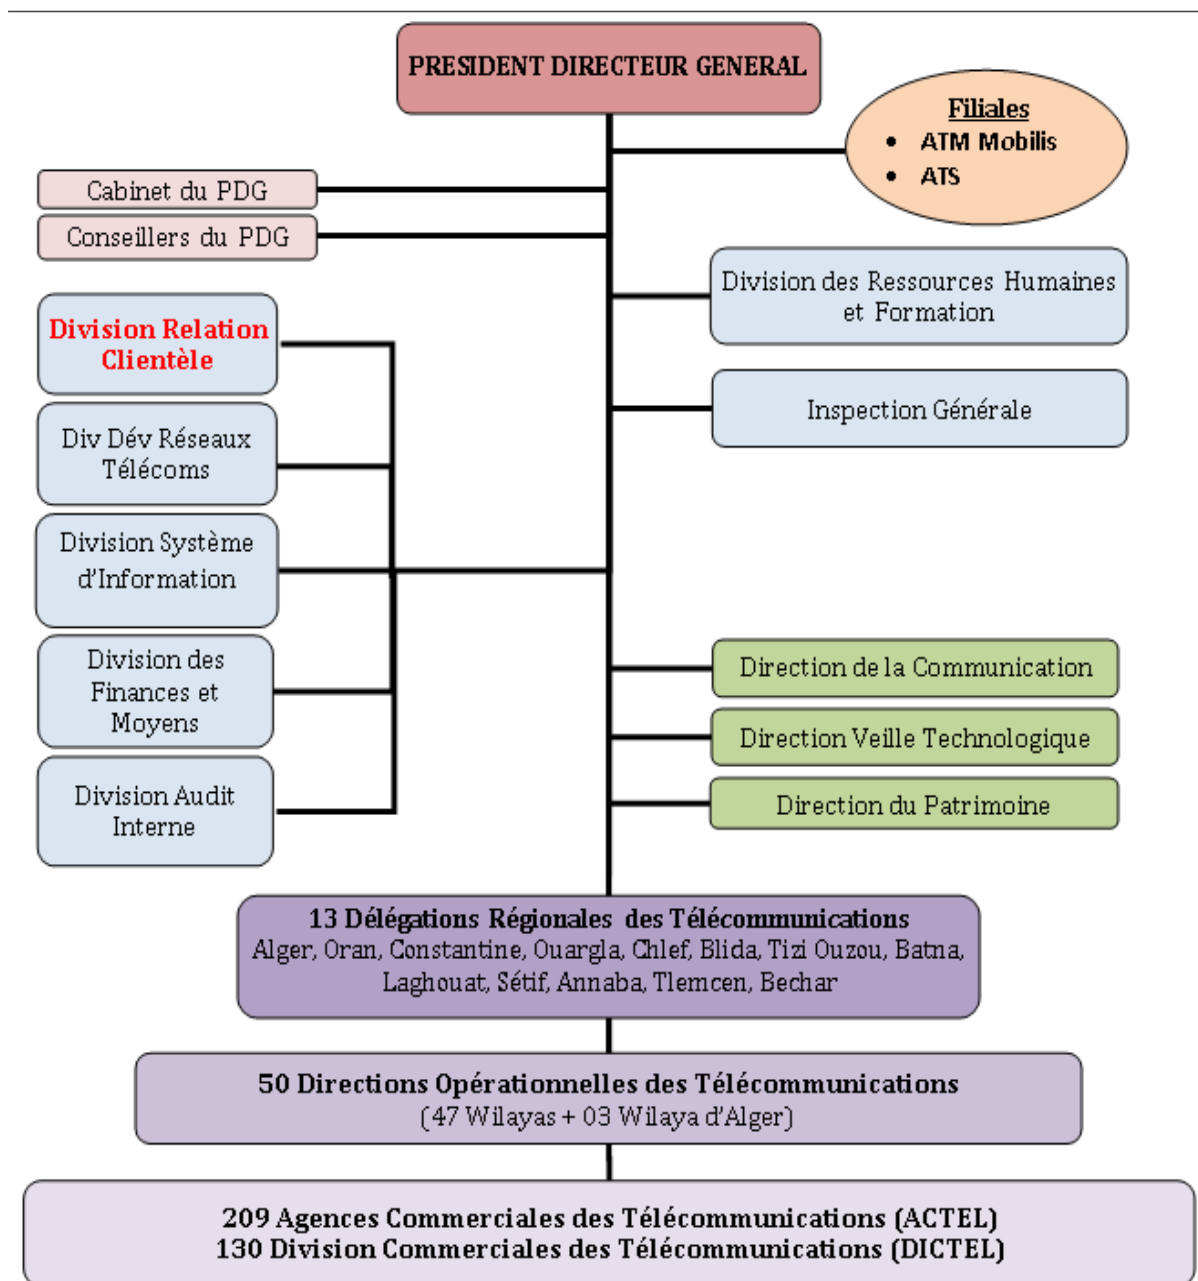 PRESIDENT DIRECTEUR GENERAL
Filiales
• ATM Mobilis
• ATS
Cabinet du PDG
Conseillers du PDG
Division des Ressources Humaines
et Formation
Division Relation
Clientèle
Inspection Générale
Div Dév Réseaux
Télécoms
Division Système
d'Information
Division des
Finances et
Moyens
Direction de la Communication
Direction Veille Technologique
Division Audit
Interne
Direction du Patrimoine
13 Délégations Régionales des Télécommunications
Alger, Oran, Constantine, Ouargla, Chlef, Blida, Tizi Ouzou, Batna,
Laghouat, Sétif, Annaba, Tlemcen, Bechar
50 Directions Opérationnelles des Télécommunications
(47 Wilayas + 03 Wilaya d'Alger)
209 Agences Commerciales des Télécommunications (ACTEL)
130 Division Commerciales des Télécommunications (DICTEL)